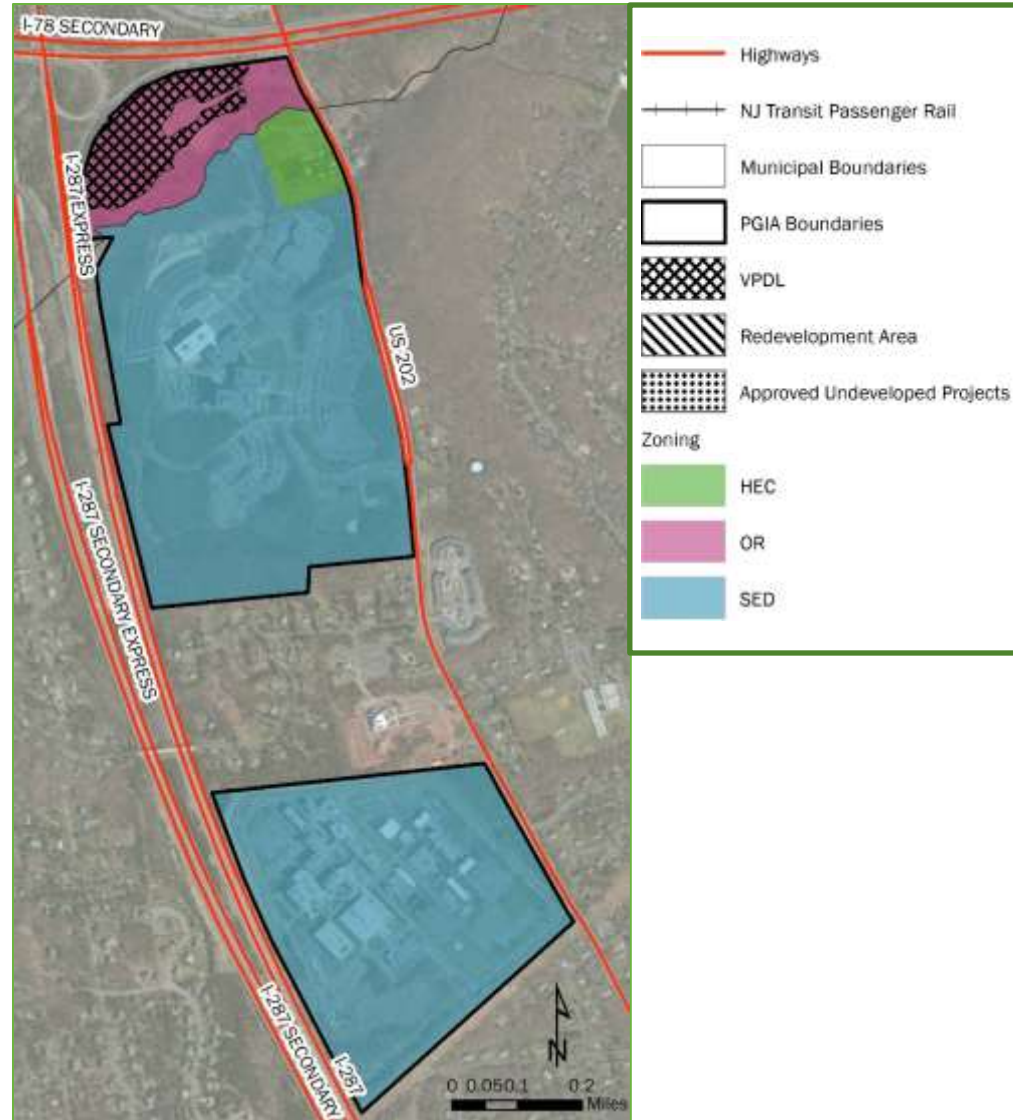 I-78 SECONDARY
I-287 EXPRESS
US 202
I-287 SECONDARY EXPRESS
I-287 SECONDARY
I-287
N
0 0.050.1 0.2
Miles
Highways
NJ Transit Passenger Rail
Municipal Boundaries
PGIA Boundaries
VPDL
Redevelopment Area
Approved Undeveloped Projects
Zoning
HEC
OR
SED